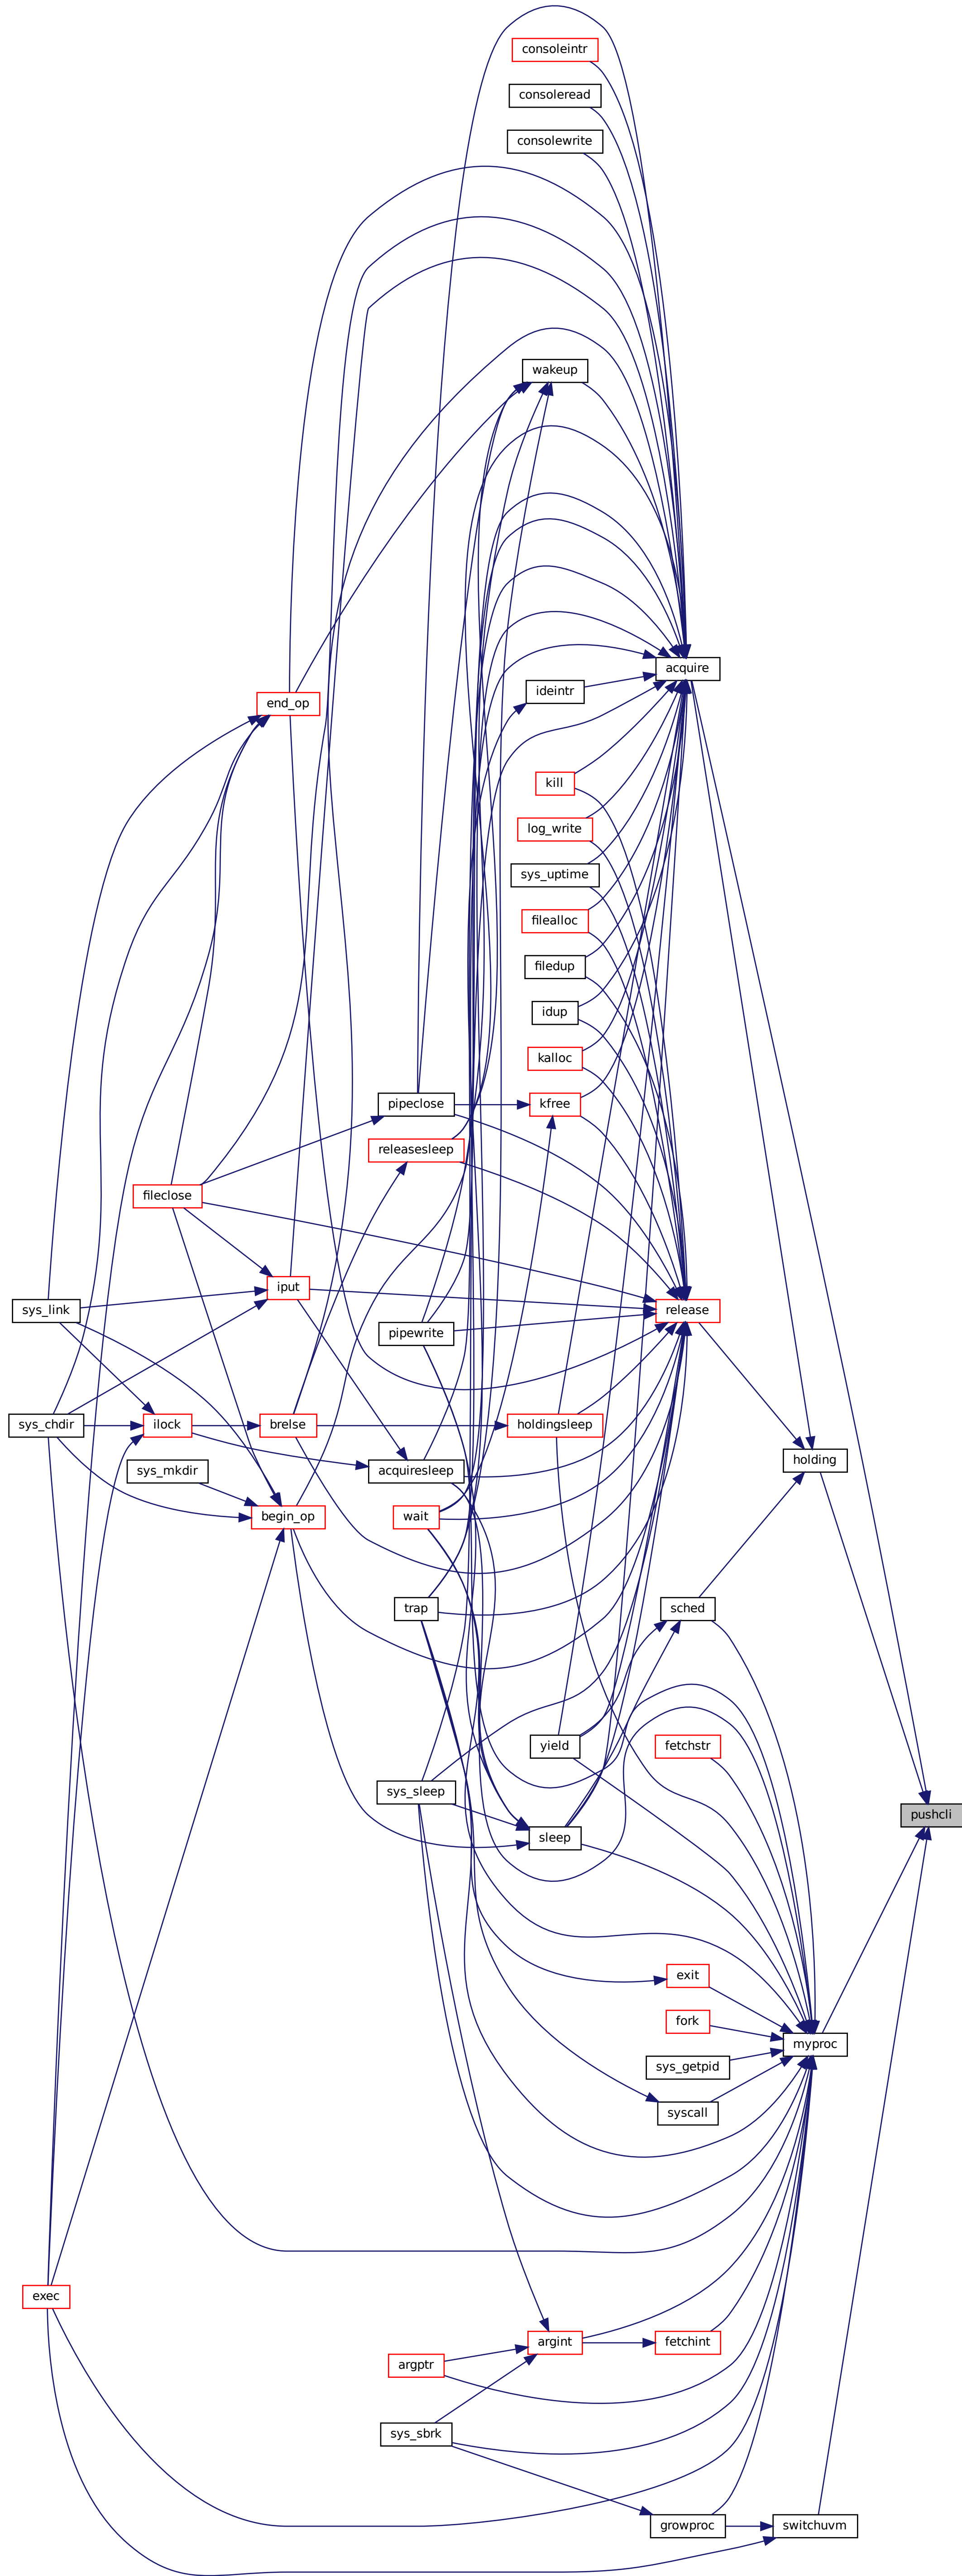 consoleintr
consoleread
consolewrite
wakeup
acquire
ideintr
end_op
kill
log_write
sys_uptime
filealloc
filedup
idup
kalloc
pipeclose
kfree
releasesleep
fileclose
iput
sys_link
release
pipewrite
sys_chdir
ilock
brelse
holdingsleep
holding
sys_mkdir
acquiresleep
begin_op
wait
trap
sched
yield
fetchstr
sys_sleep
pushcli
sleep
exit
fork
myproc
sys_getpid
syscall
exec
argint
fetchint
argptr
sys_sbrk
growproc
switchuvm